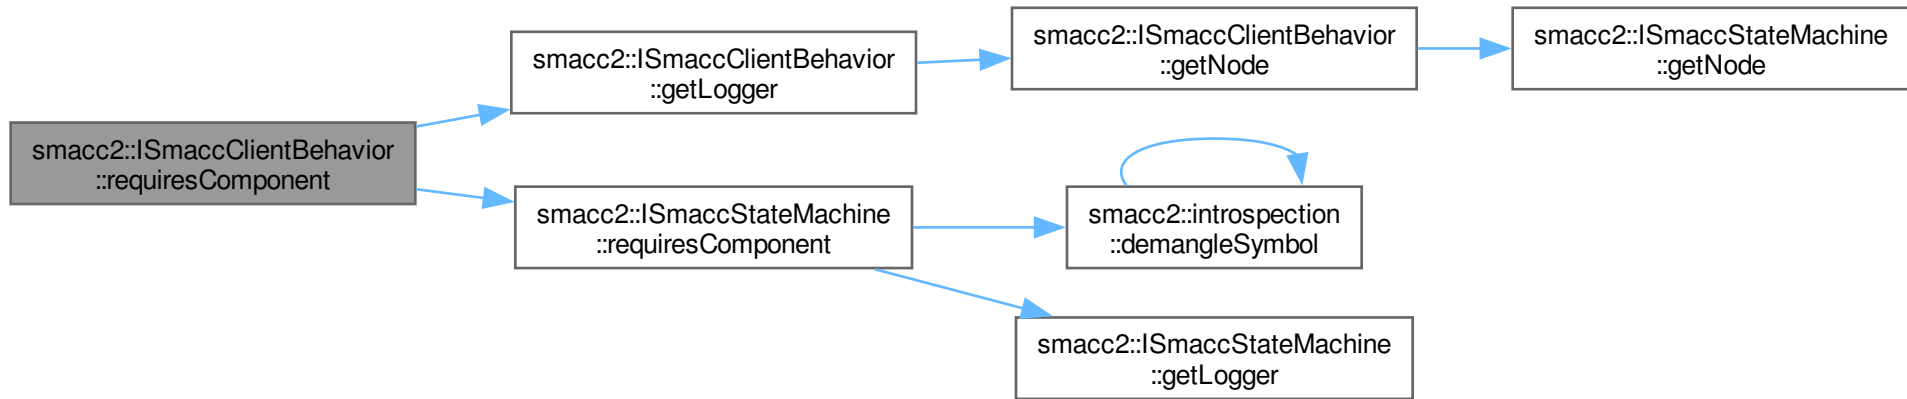 smacc2::ISmaccClientBehavior
::requiresComponent
smacc2::ISmaccClientBehavior
::getLogger
smacc2::ISmaccClientBehavior
::getNode
smacc2::ISmaccStateMachine
::getNode
smacc2::ISmaccStateMachine
::requiresComponent
smacc2::introspection
::demangleSymbol
smacc2::ISmaccStateMachine
::getLogger